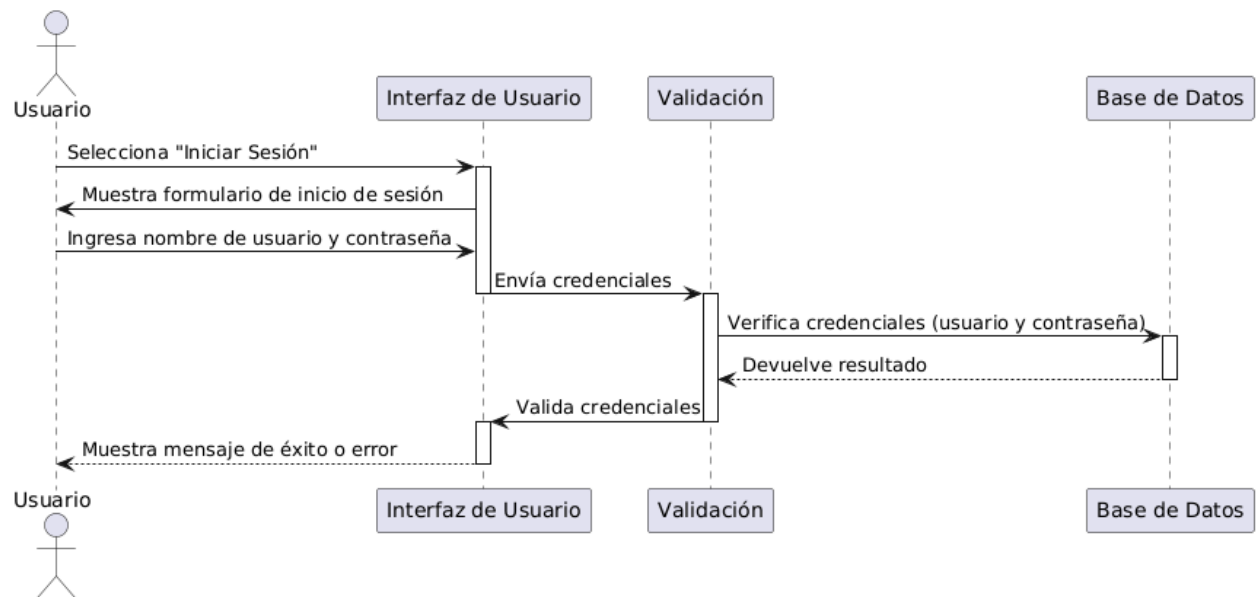 Usuario
Interfaz de Usuario
Validación
Base de Datos
Selecciona "Iniciar Sesión"
Muestra formulario de inicio de sesión
Ingresa nombre de usuario y contraseña
Envía credenciales
Verifica credenciales (usuario y contraseña)
Devuelve resultado
Valida credenciales
Muestra mensaje de éxito o error
Usuario
Interfaz de Usuario
Validación
Base de Datos